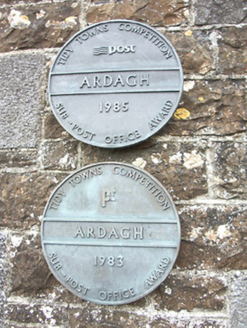 TIDY TOWNS COMPETITION
post
ARDAGH
1985
SUB-POST OFFICE AWARD
TIDY TOWNS COMPETITION
ARDAGH
1983
SUB-POST OFFICE AWARD